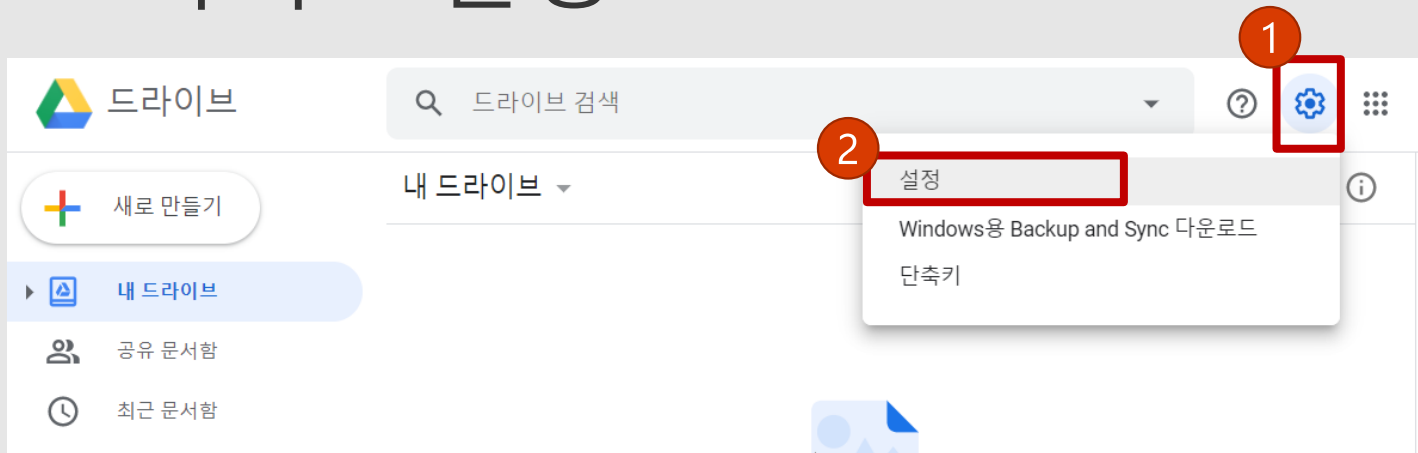 1
드라이브
드라이브 검색
2
새로 만들기
내 드라이브
설정
Windows용 Backup and Sync 다운로드
단축키
내 드라이브
공유 문서함
최근 문서함